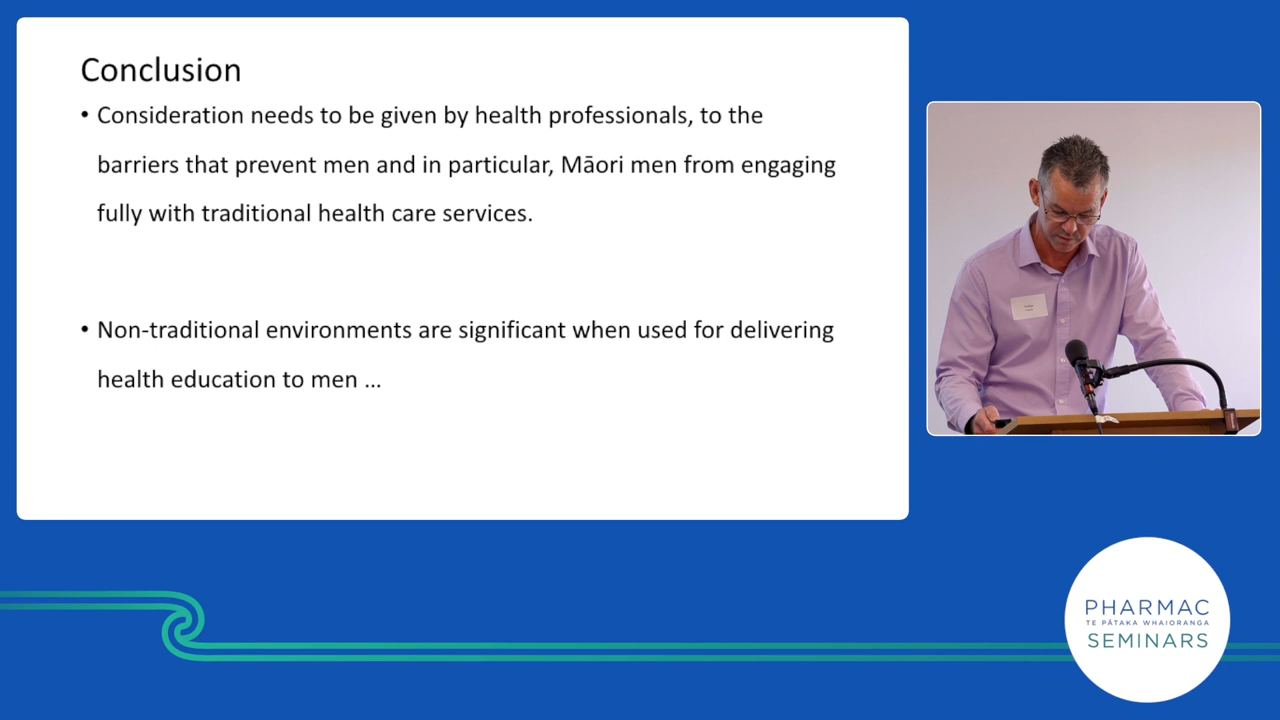 Conclusion
• Consideration needs to be given by health professionals, to the
barriers that prevent men and in particular, Māori men from engaging
fully with traditional health care services.
• Non-traditional environments are significant when used for delivering
health education to men ...
PHARMAC
TE PĀTAKA WHAIORANGA
SEMINARS